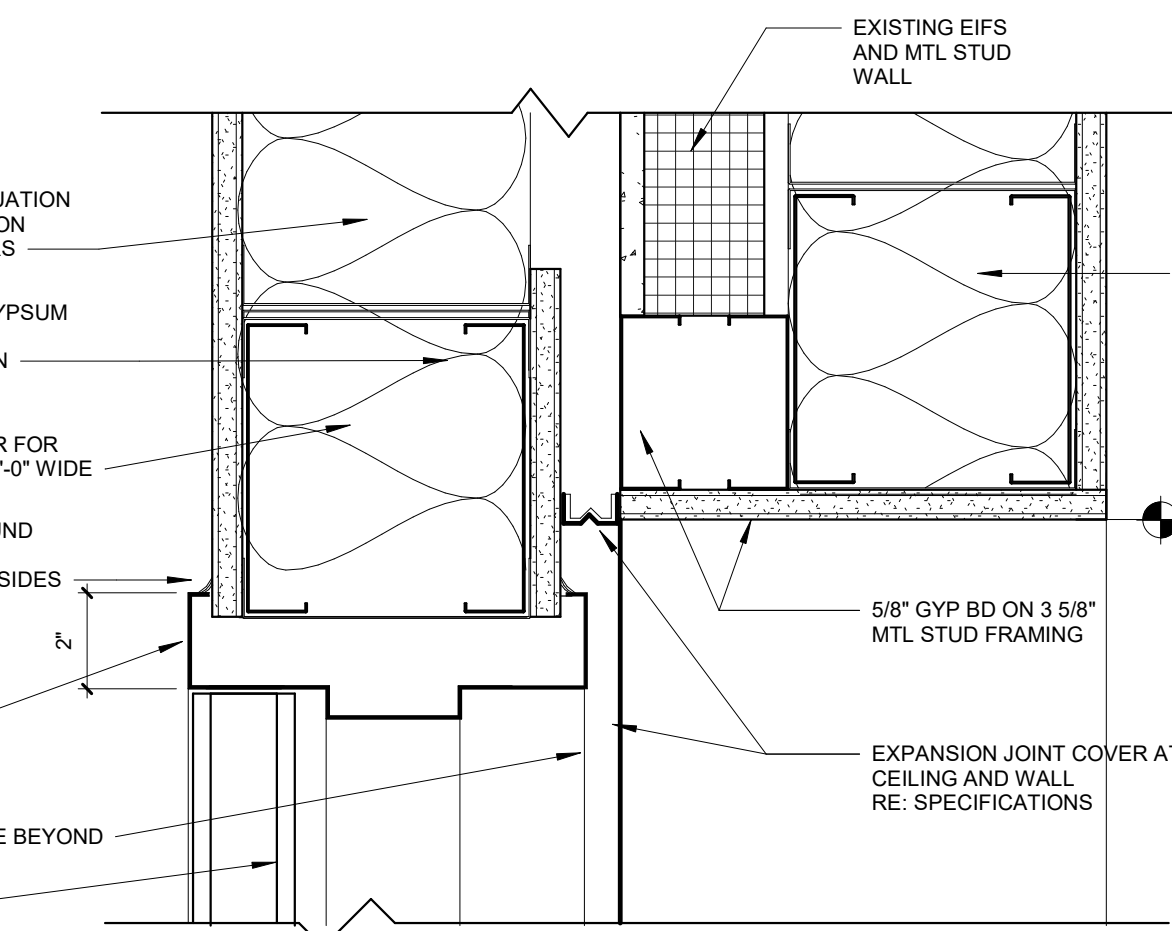 EXISTING EIFS
AND MTL STUD
WALL
UATION
ON
S
YPSUM
N
R FOR
'-0" WIDE
UND
SIDES
2"
5/8" GYP BD ON 3 5/8"
MTL STUD FRAMING
EXPANSION JOINT COVER AT
CEILING AND WALL
RE: SPECIFICATIONS
E BEYOND